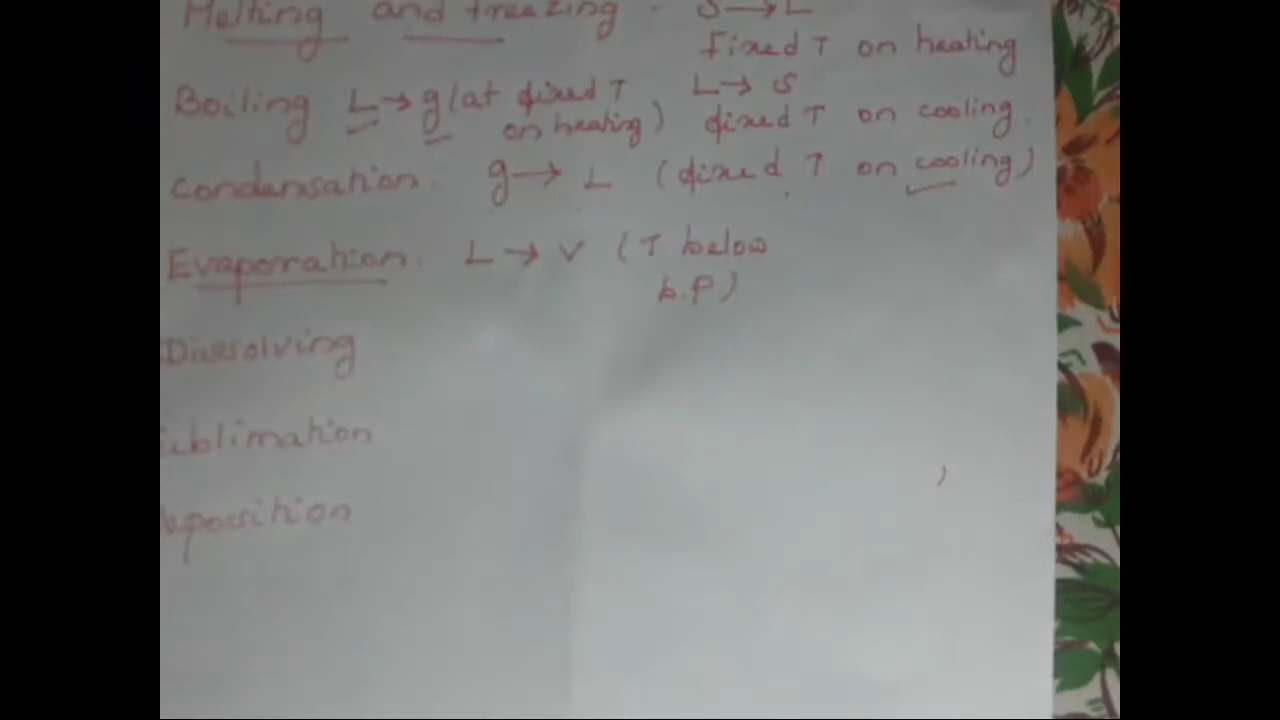 Melting and freezing - S → L
fixed T on heating
Boiling L → g (at fixed T on heating) L → S
fixed T on cooling.
Condensation. g → L (fixed T on cooling)
Evaporation. L → V (T below
b.p)
Dissolving
ublimation
position